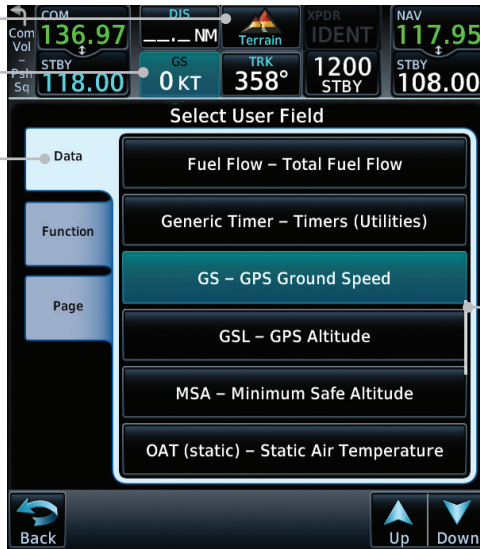 COM
136.97
STBY
118.00
Com
Vol
–
Psh
Sq
DIS
__._ NM
GS
0 KT
Terrain
TRK
358°
XPDR
IDENT
1200
STBY
NAV
117.95
STBY
108.00
Select User Field
Data
Function
Page
Fuel Flow – Total Fuel Flow
Generic Timer – Timers (Utilities)
GS – GPS Ground Speed
GSL – GPS Altitude
MSA – Minimum Safe Altitude
OAT (static) – Static Air Temperature
Back
Up
Down